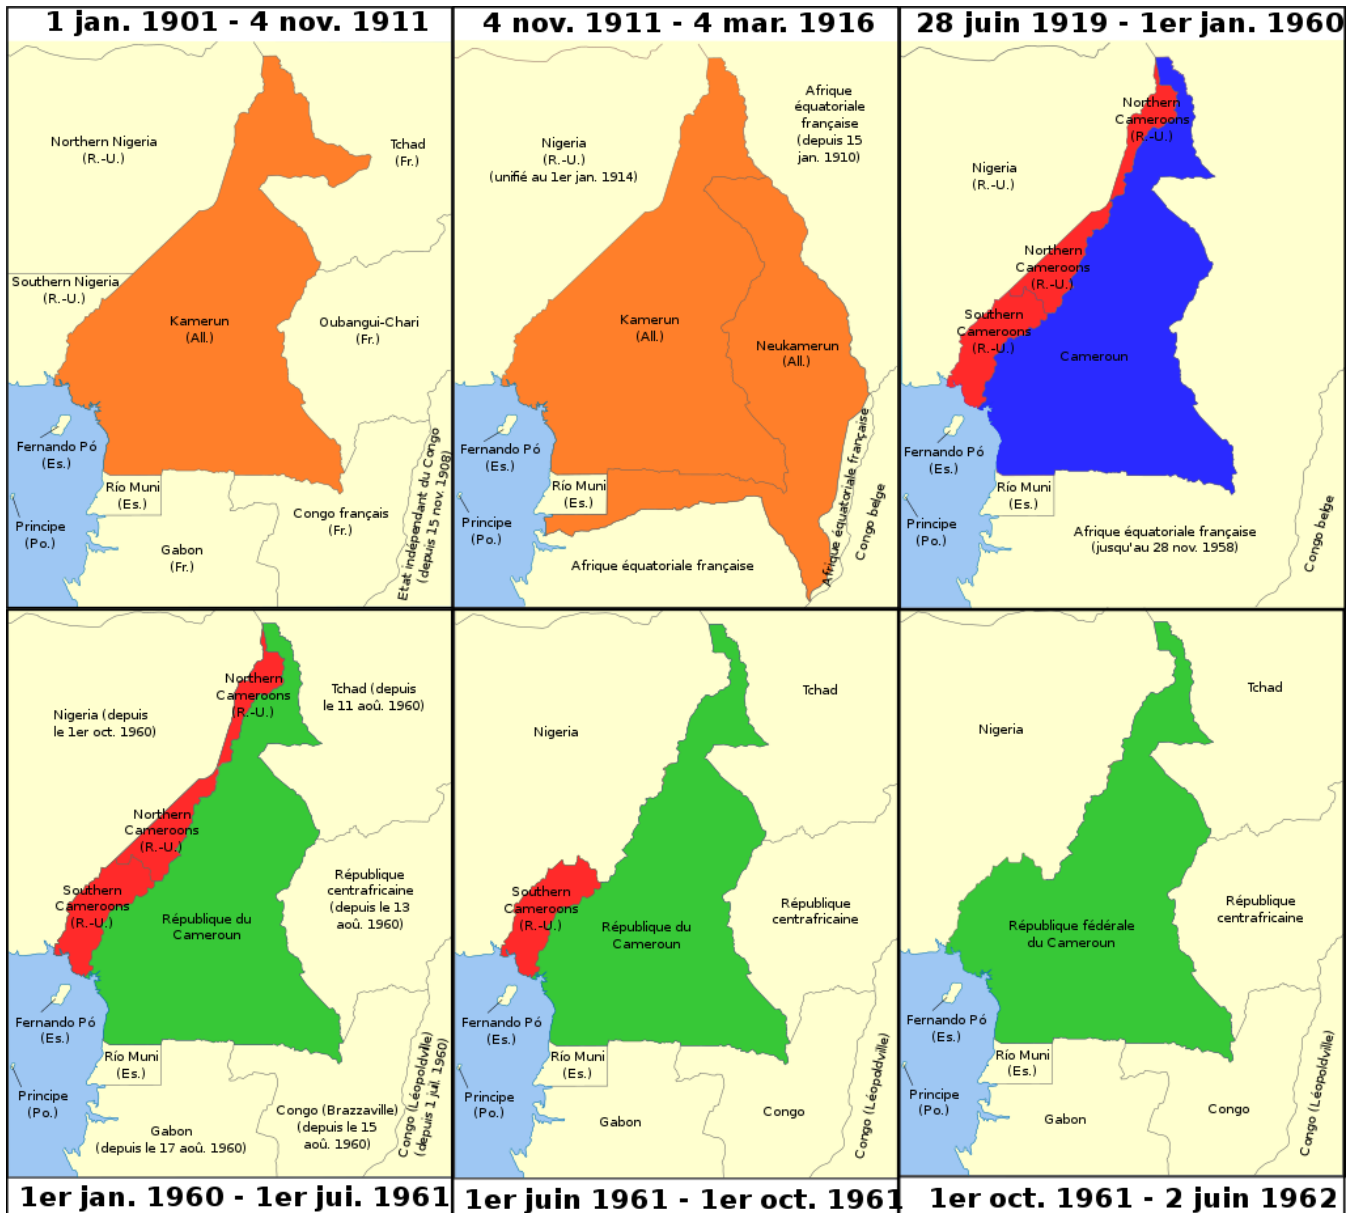 1 jan. 1901 - 4 nov. 1911
Northern Nigeria
(R.-U.)
Tchad
(Fr.)
Southern Nigeria
(R.-U.)
Kamerun
(All.)
Oubangui-Chari
(Fr.)
Fernando Pó
(Es.)
Río Muni
(Es.)
Principe
(Po.)
Gabon
(Fr.)
Congo français
(Fr.)
Etat indépendant du Congo
(depuis 15 nov. 1908)
4 nov. 1911 - 4 mar. 1916
Afrique
équatoriale
française
(depuis 15
jan. 1910)
Nigeria
(R.-U.)
(unifié au 1er jan. 1914)
Kamerun
(All.)
Neukamerun
(All.)
Fernando Pó
(Es.)
Río Muni
(Es.)
Principe
(Po.)
Afrique équatoriale française
Afrique équatoriale française
Congo belge
28 juin 1919 - 1er jan. 1960
Northern
Cameroons
(R.-U.)
Nigeria
(R.-U.)
Northern
Cameroons
(R.-U.)
Southern
Cameroons
(R.-U.)
Cameroun
Fernando Pó
(Es.)
Río Muni
(Es.)
Principe
(Po.)
Afrique équatoriale française
(jusqu'au 28 nov. 1958)
Congo belge
Northern
Cameroons
(R.-U.)
Tchad (depuis
le 11 aoû. 1960)
Nigeria (depuis
le 1er oct. 1960)
Northern
Cameroons
(R.-U.)
Southern
Cameroons
(R.-U.)
République
centrafricaine
(depuis le 13
aoû. 1960)
République du
Cameroun
Fernando Pó
(Es.)
Río Muni
(Es.)
Principe
(Po.)
Gabon
(depuis le 17 aoû. 1960)
Congo (Brazzaville)
(depuis le 15
aoû. 1960)
Congo (Léopoldville)
(depuis 1 juil. 1960)
1er jan. 1960 - 1er jui. 1961
Tchad
Nigeria
Southern
Cameroons
(R.-U.)
République du
Cameroun
République
centrafricaine
Fernando Pó
(Es.)
Río Muni
(Es.)
Principe
(Po.)
Gabon
Congo
Congo (Léopoldville)
1er juin 1961 - 1er oct. 1961
Tchad
Nigeria
République
centrafricaine
République fédérale
du Cameroun
Fernando Pó
(Es.)
Río Muni
(Es.)
Principe
(Po.)
Gabon
Congo
Congo (Léopoldville)
1er oct. 1961 - 2 juin 1962